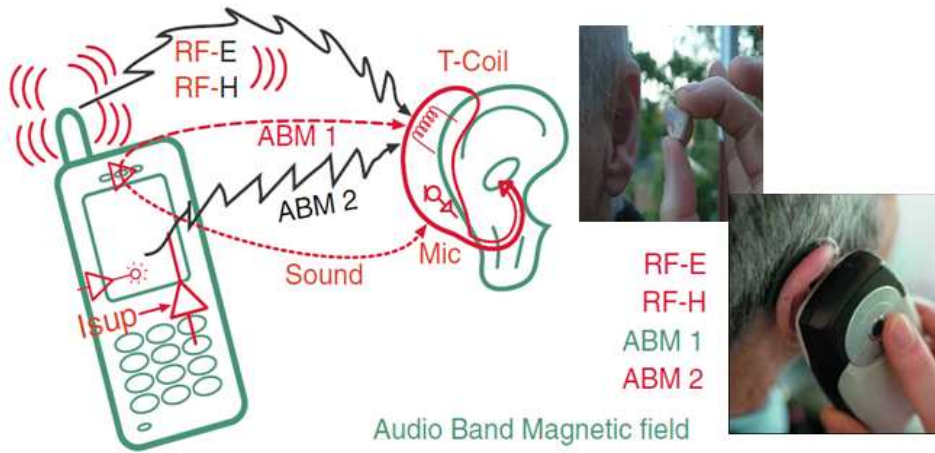 RF-E
RF-H
T-Coil
ABM 1
ABM 2
Mic
Sound
Isup
RF-E
RF-H
ABM 1
ABM 2
Audio Band Magnetic field